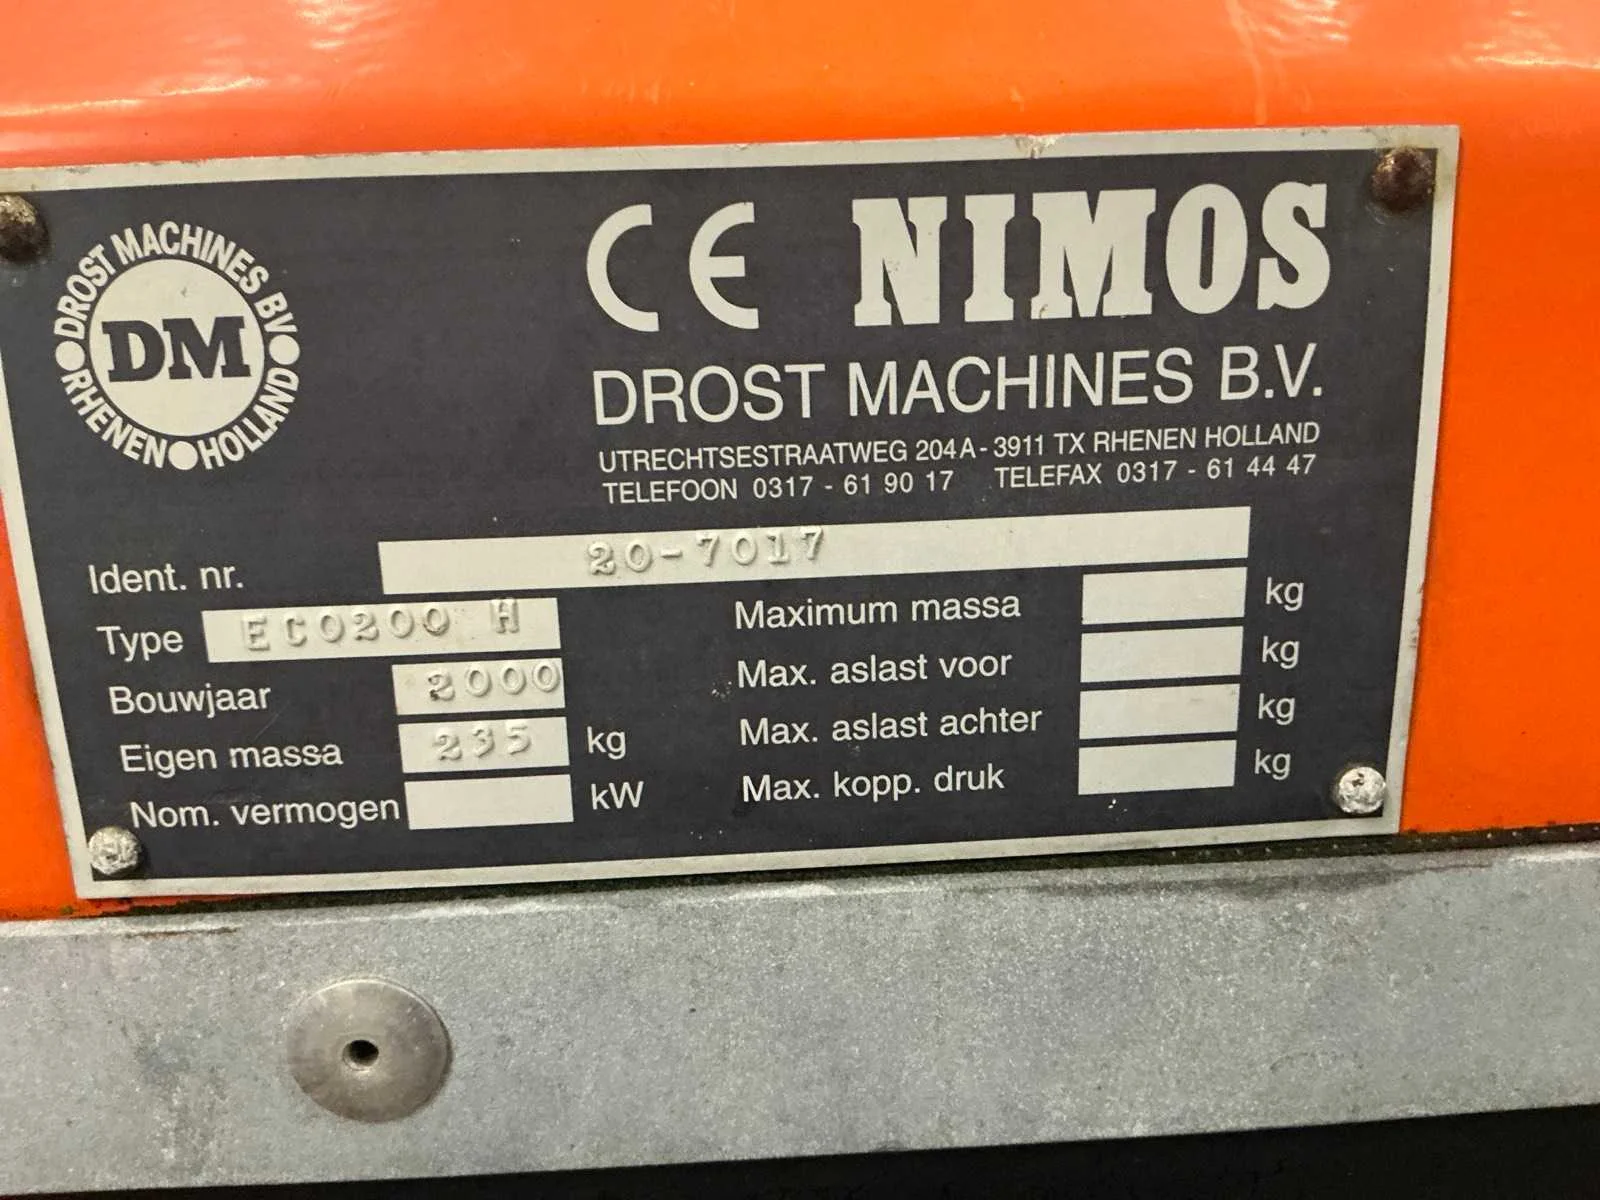 DROST MACHINES BV
RHENEN HOLLAND
DM
CE NIMOS
DROST MACHINES B.V.
UTRECHTSESTRAATWEG 204A - 3911 TX RHENEN HOLLAND
TELEFOON 0317 - 61 90 17 TELEFAX 0317 - 61 44 47
Ident. nr. 20-7017
Type ECO200 H
Bouwjaar 2000
Eigen massa 235 kg
Nom. vermogen kW
Maximum massa kg
Max. aslast voor kg
Max. aslast achter kg
Max. kopp. druk kg